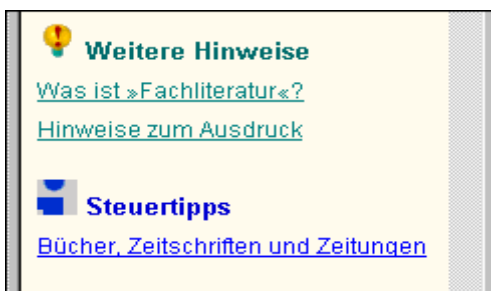 Weitere Hinweise
Was ist »Fachliteratur«?
Hinweise zum Ausdruck
Steuertipps
Bücher, Zeitschriften und Zeitungen